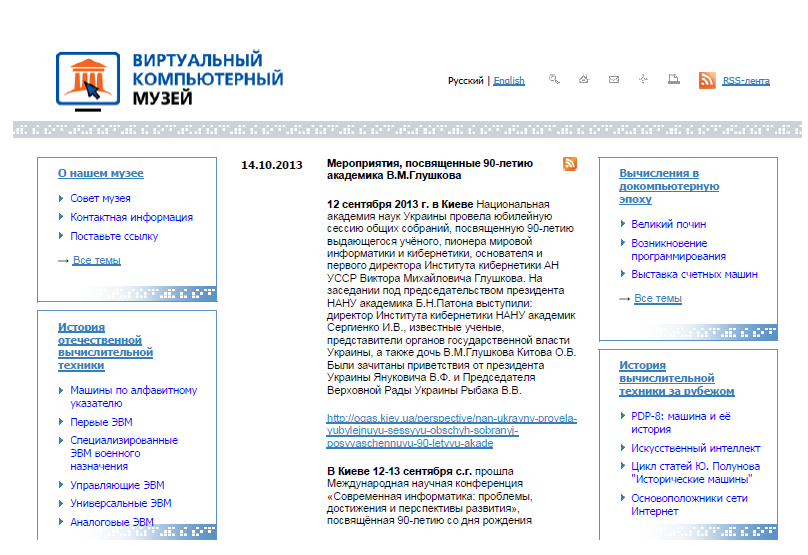 ВИРТУАЛЬНЫЙ
КОМПЬЮТЕРНЫЙ
МУЗЕЙ
Русский | English
RSS-лента
О нашем музее
Совет музея
Контактная информация
Поставьте ссылку
→ Все темы
История
отечественной
вычислительной
техники
Машины по алфавитному
указателю
Первые ЭВМ
Специализированные
ЭВМ военного
назначения
Управляющие ЭВМ
Универсальные ЭВМ
Аналоговые ЭВМ
14.10.2013
Мероприятия, посвященные 90-летию
академика В.М.Глушкова
12 сентября 2013 г. в Киеве Национальная
академия наук Украины провела юбилейную
сессию общих собраний, посвященную 90-летию
выдающегося учёного, пионера мировой
информатики и кибернетики, основателя и
первого директора Института кибернетики АН
УССР Виктора Михайловича Глушкова. На
заседании под председательством президента
НАНУ академика Б.Н.Патона выступили:
директор Института кибернетики НАНУ академик
Сергиенко И.В., известные ученые,
представители органов государственной власти
Украины, а также дочь В.М.Глушкова Китова О.В.
Были зачитаны приветствия от президента
Украины Януковича В.Ф. и Председателя
Верховной Рады Украины Рыбака В.В.
http://ogas.kiev.ua/perspective/nan-ukrayny-provela-
yubylejnuyu-sessyyu-obschyh-sobranyj-
posvyaschennuyu-90-letyyu-akade
В Киеве 12-13 сентября с.г. прошла
Международная научная конференция
«Современная информатика: проблемы,
достижения и перспективы развития»,
посвящённая 90-летию со дня рождения
Вычисления в
докомпьютерную
эпоху
Великий почин
Возникновение
программирования
Выставка счетных машин
→ Все темы
История
вычислительной
техники за рубежом
PDP-8: машина и её
история
Искусственный интеллект
Цикл статей Ю. Полунова
"Исторические машины"
Основоположники сети
Интернет